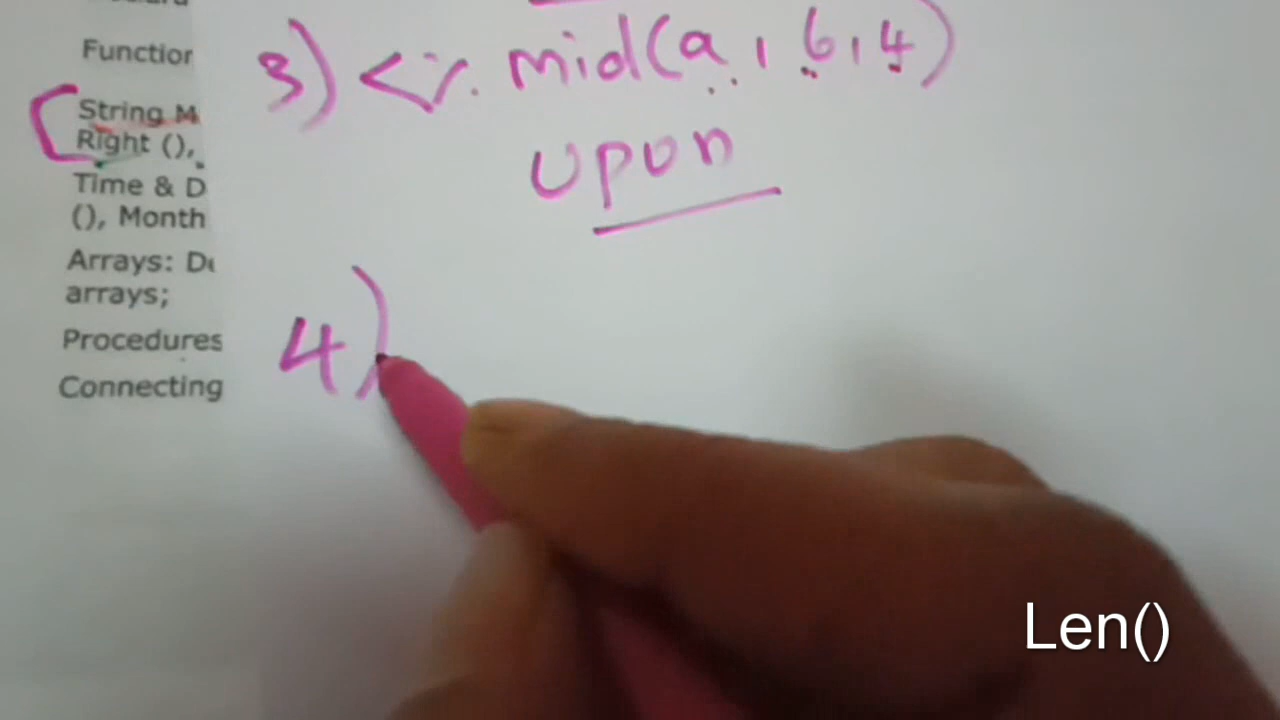 Function
String M
Right (),
Time & D
(), Month
Arrays: De
arrays;
Procedures
Connecting
3) <% mid(a, 6, 4)
upon
4)
Len()